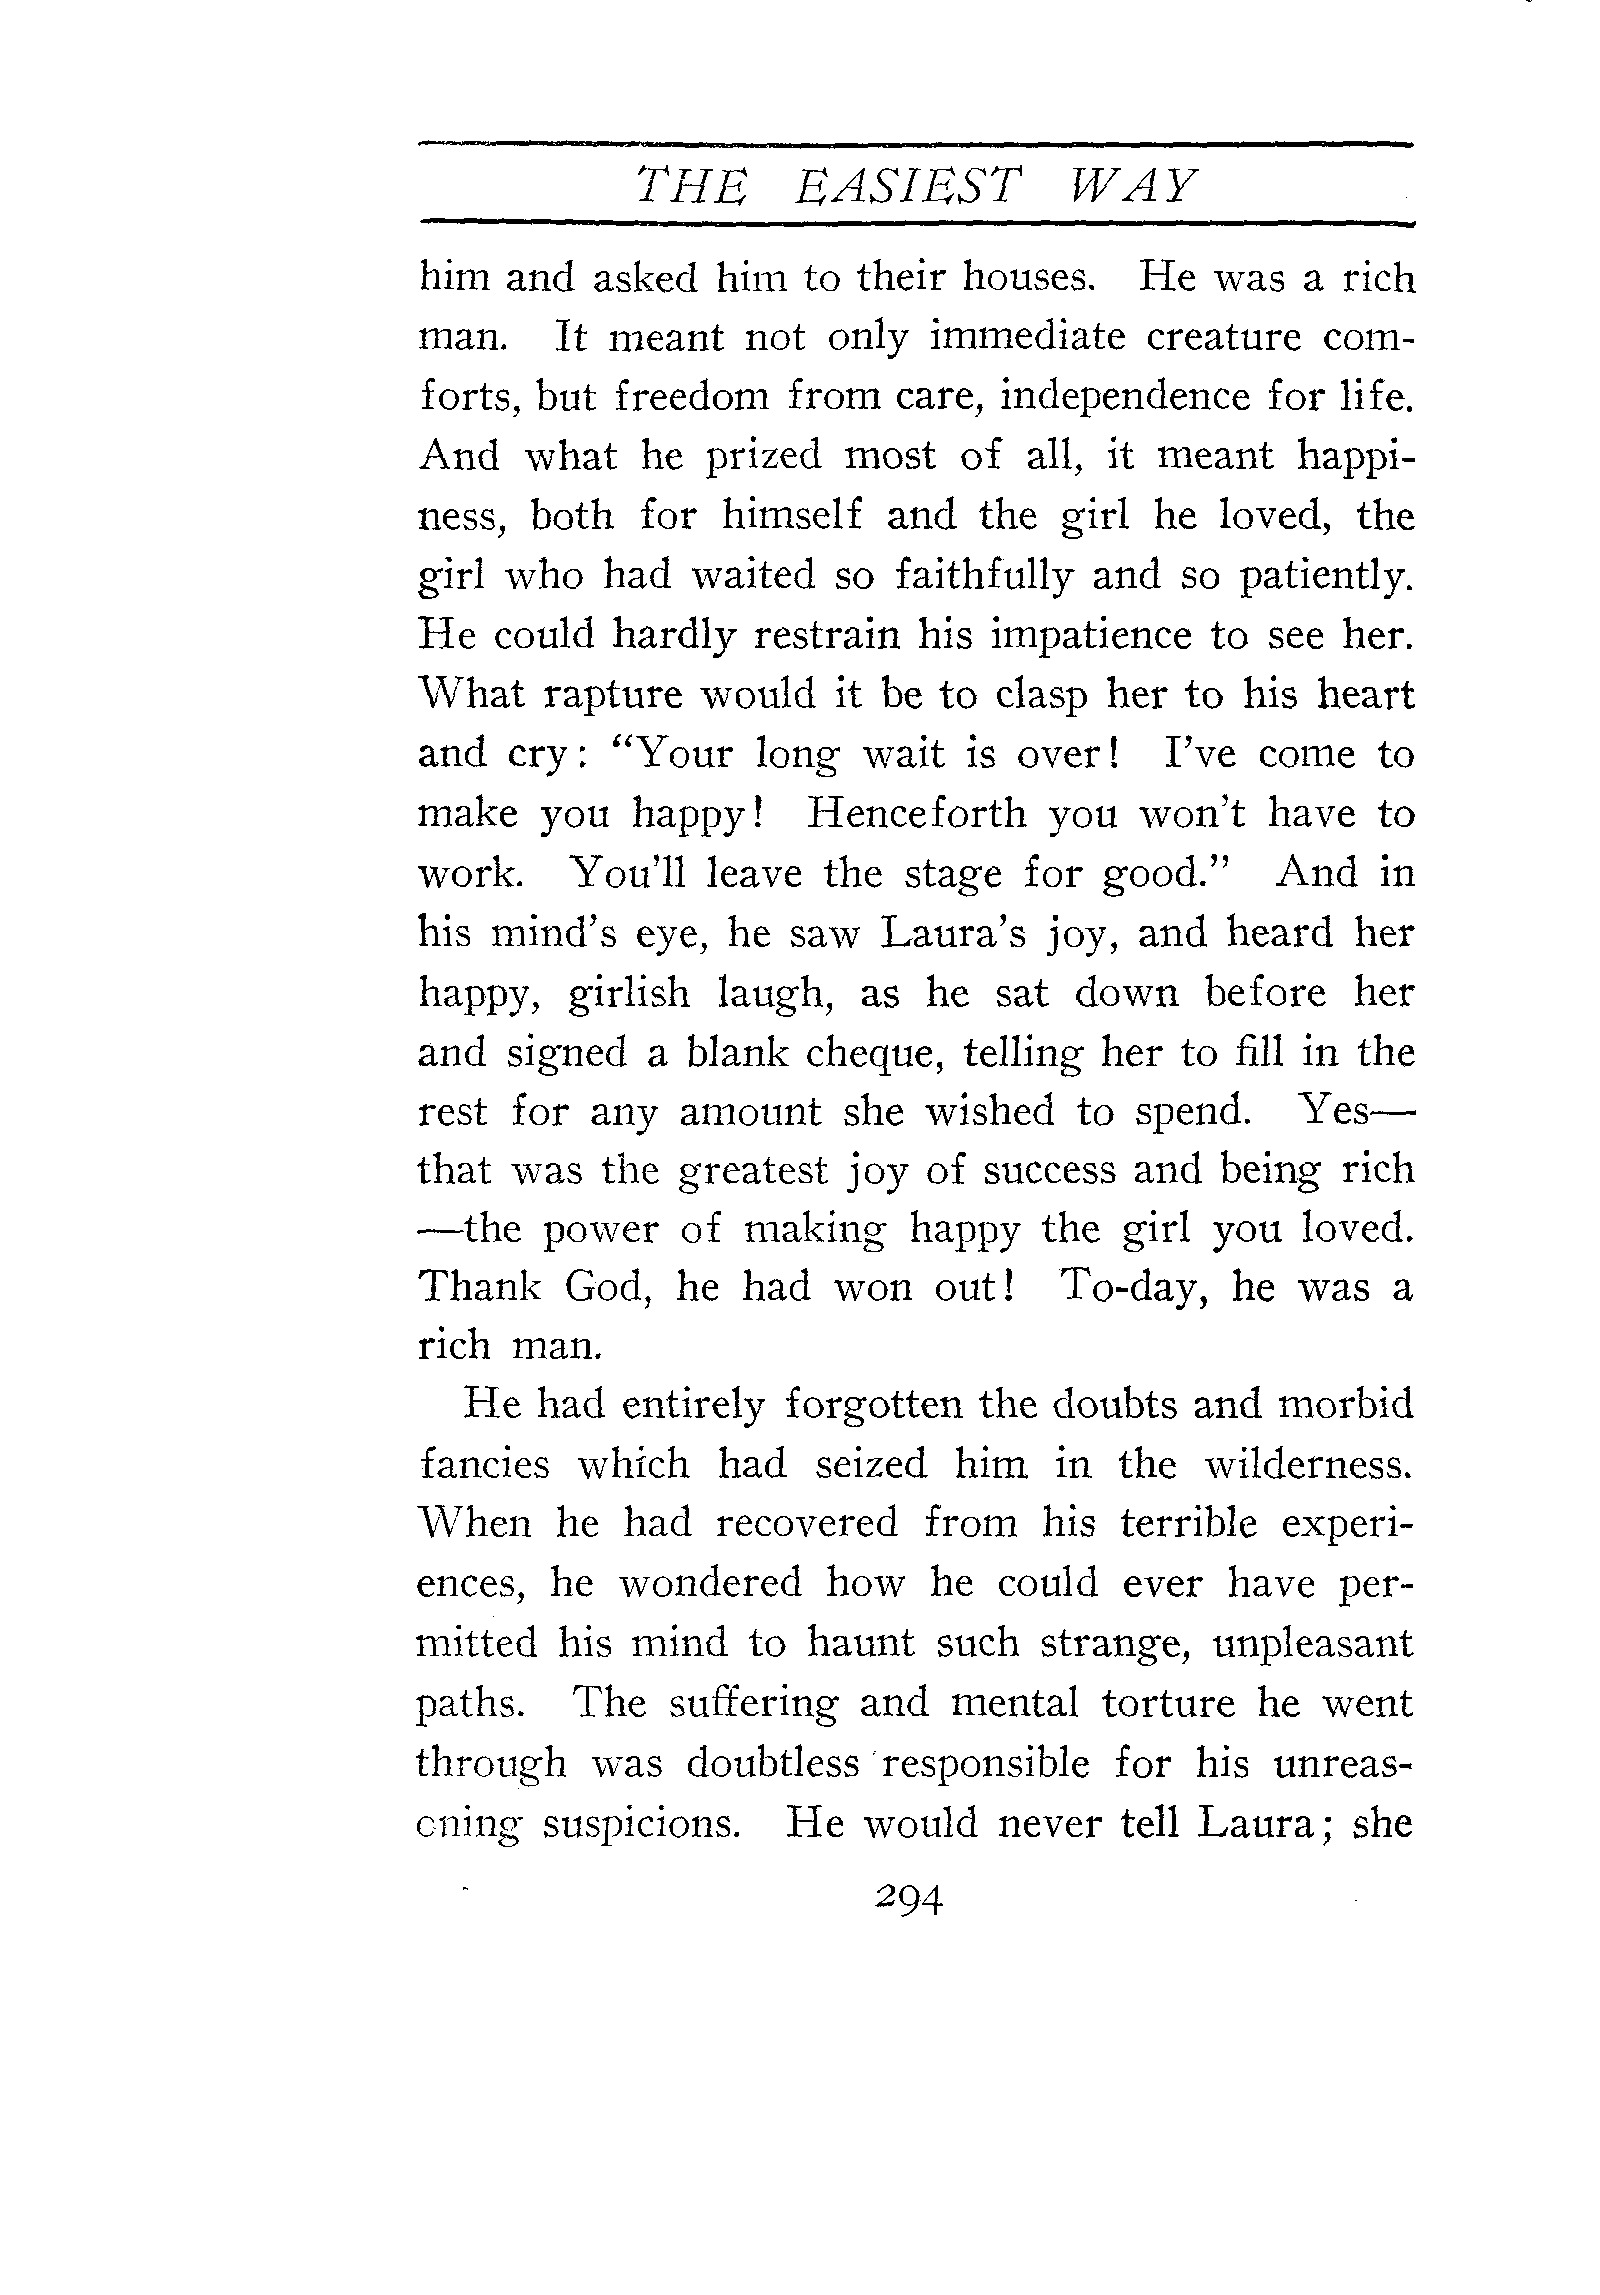 THE EASIEST WAY
him and asked him to their houses. He was a rich
man. It meant not only immediate creature com-
forts, but freedom from care, independence for life.
And what he prized most of all, it meant happi-
ness, both for himself and the girl he loved, the
girl who had waited so faithfully and so patiently.
He could hardly restrain his impatience to see her.
What rapture would it be to clasp her to his heart
and cry: “Your long wait is over! I’ve come to
make you happy! Henceforth you won’t have to
work. You’ll leave the stage for good.” And in
his mind’s eye, he saw Laura’s joy, and heard her
happy, girlish laugh, as he sat down before her
and signed a blank cheque, telling her to fill in the
rest for any amount she wished to spend. Yes—
that was the greatest joy of success and being rich
—the power of making happy the girl you loved.
Thank God, he had won out! To-day, he was a
rich man.
He had entirely forgotten the doubts and morbid
fancies which had seized him in the wilderness.
When he had recovered from his terrible experi-
ences, he wondered how he could ever have per-
mitted his mind to haunt such strange, unpleasant
paths. The suffering and mental torture he went
through was doubtless responsible for his unreas-
oning suspicions. He would never tell Laura; she
294